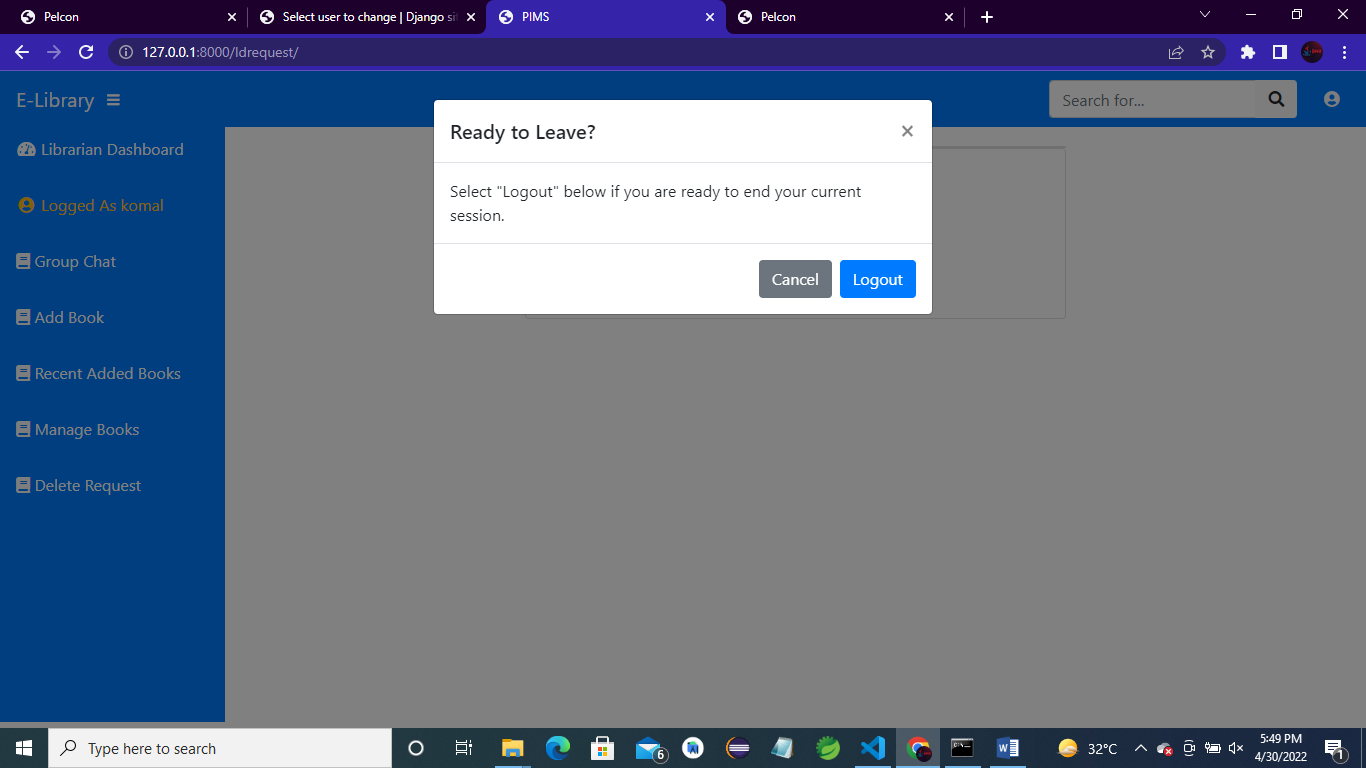 Pelcon
Select user to change | Django sit
PIMS
Pelcon
127.0.0.1:8000/ldrequest/
E-Library
Search for...
Ready to Leave?
Select "Logout" below if you are ready to end your current
session.
Cancel
Logout
Librarian Dashboard
Logged As komal
Group Chat
Add Book
Recent Added Books
Manage Books
Delete Request
Type here to search
6
32°C
5:49 PM
4/30/2022
1